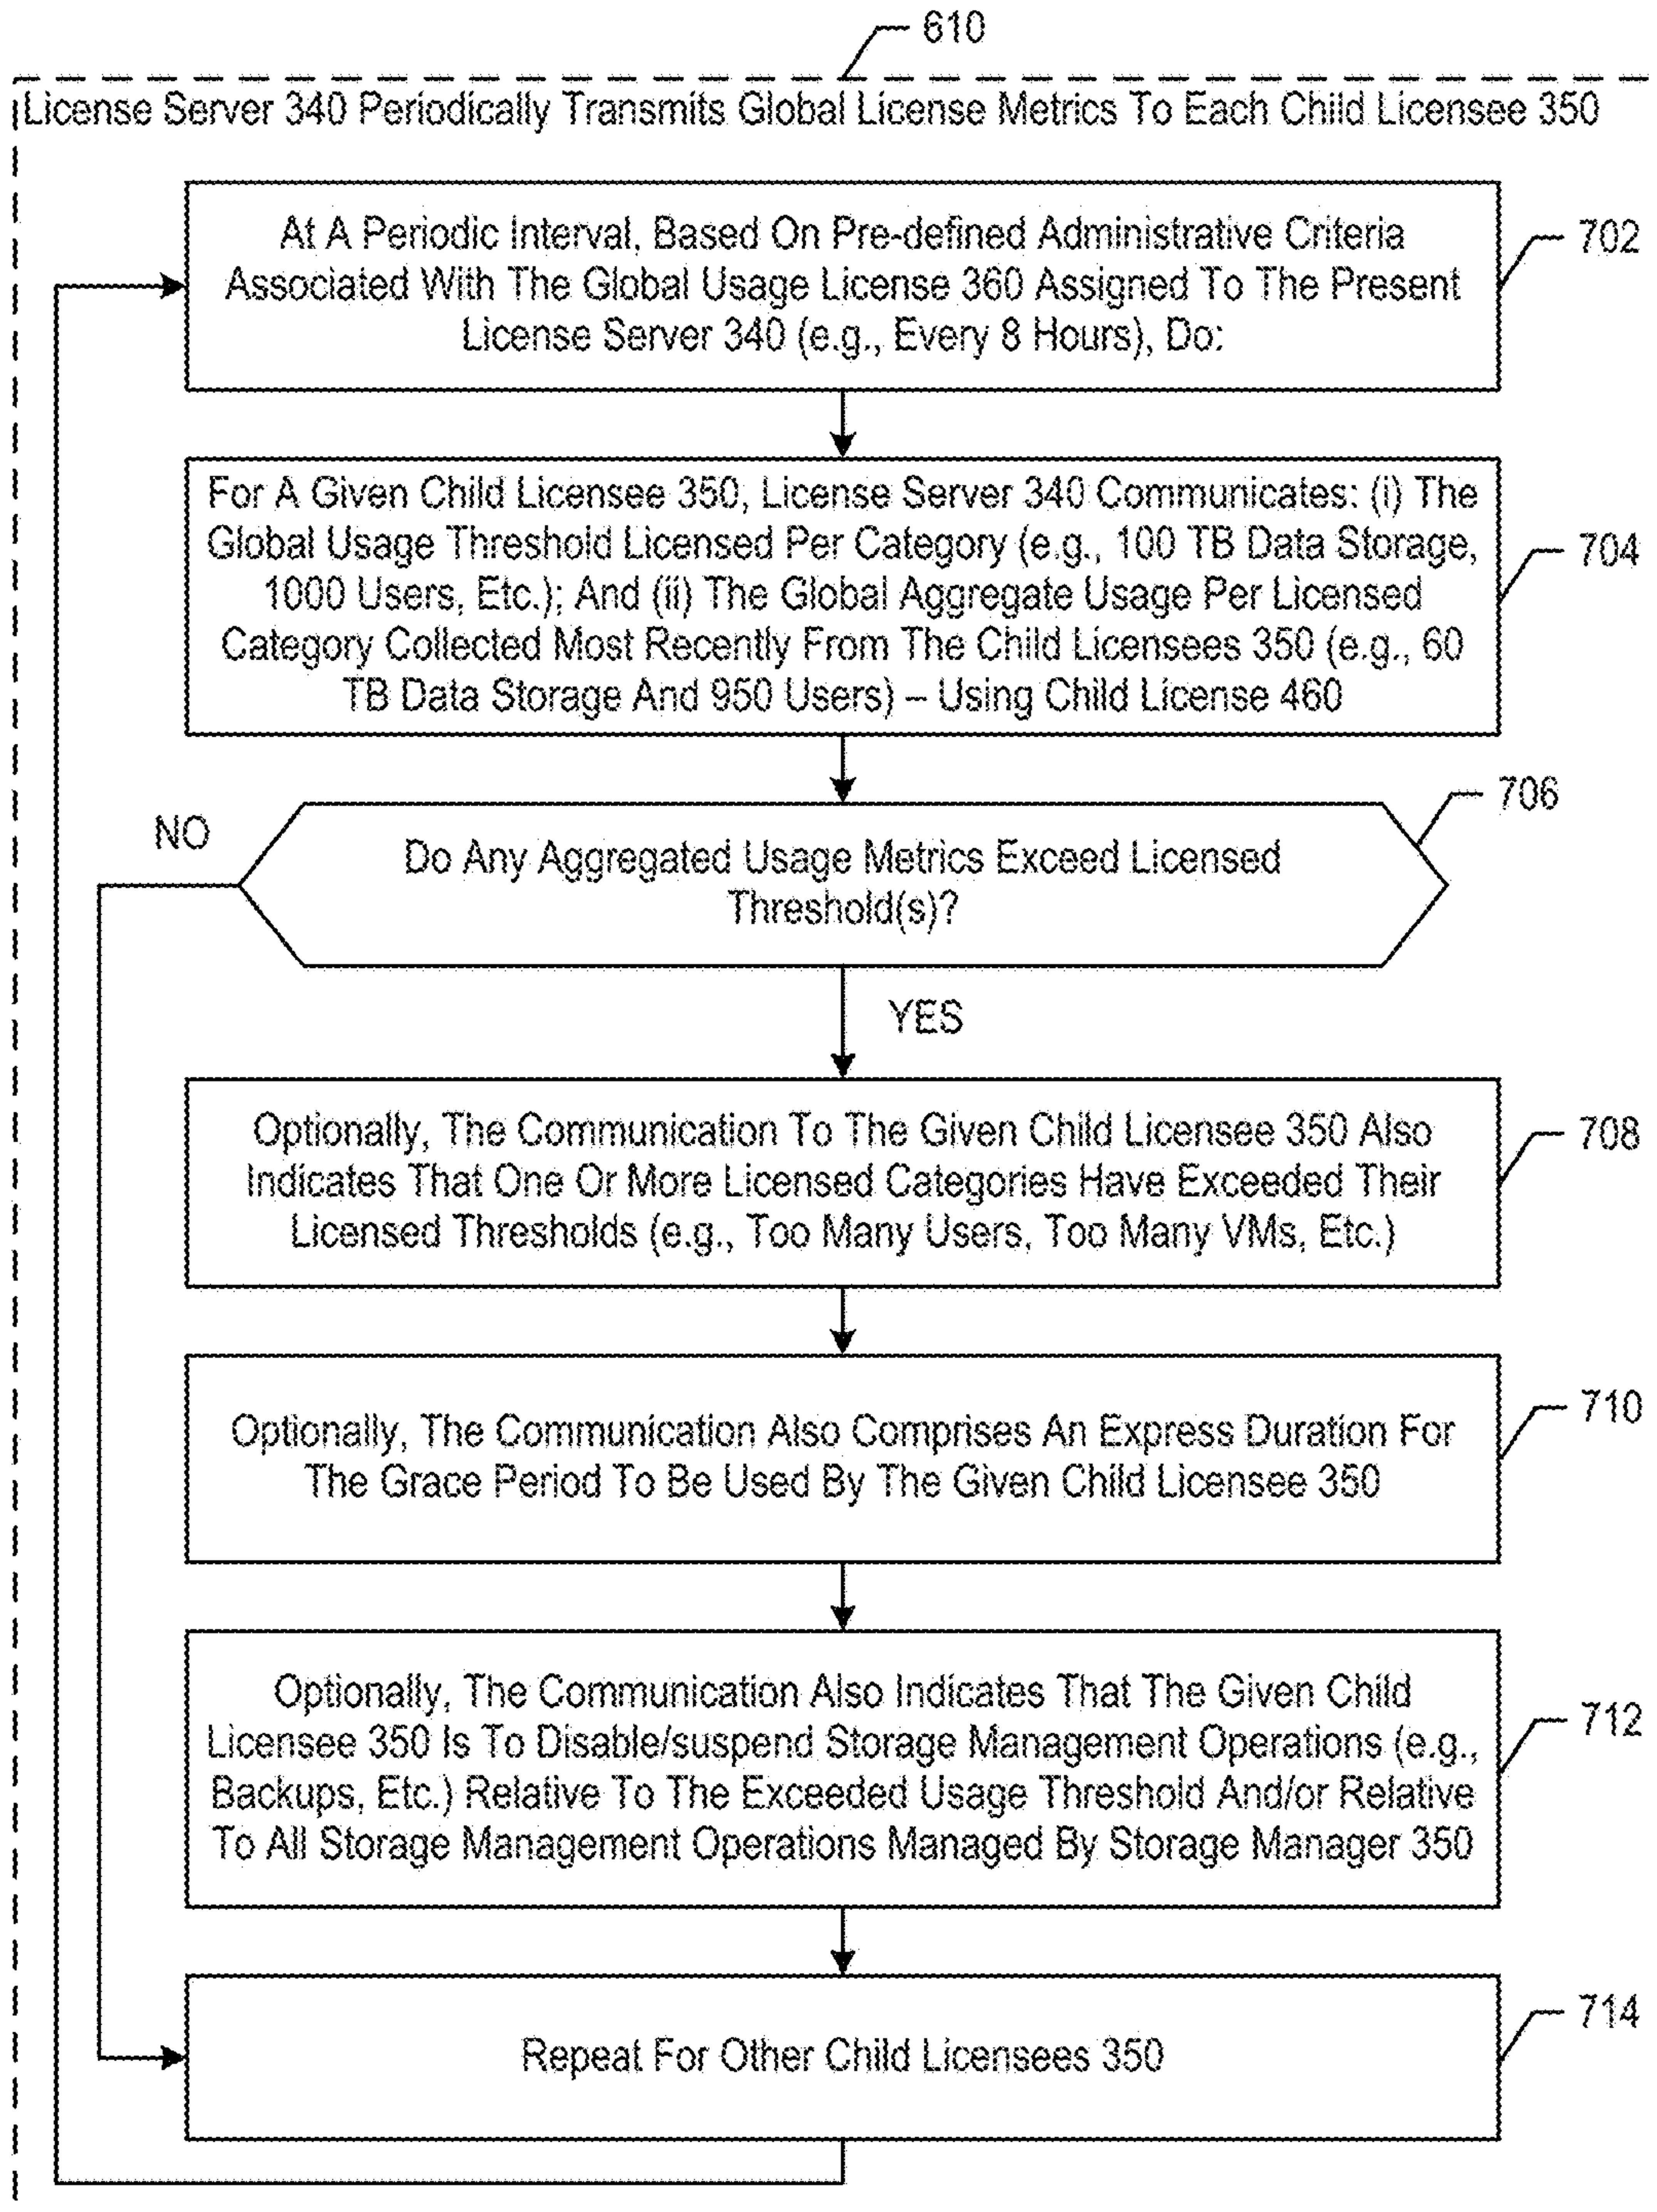 610
License Server 340 Periodically Transmits Global License Metrics To Each Child Licensee 350
At A Periodic Interval, Based On Pre-defined Administrative Criteria
Associated With The Global Usage License 360 Assigned To The Present
License Server 340 (e.g., Every 8 Hours), Do:
702
For A Given Child Licensee 350, License Server 340 Communicates: (i) The
Global Usage Threshold Licensed Per Category (e.g., 100 TB Data Storage,
1000 Users, Etc.); And (ii) The Global Aggregate Usage Per Licensed
Category Collected Most Recently From The Child Licensees 350 (e.g., 60
TB Data Storage And 950 Users) – Using Child License 460
704
706
NO
Do Any Aggregated Usage Metrics Exceed Licensed
Threshold(s)?
YES
Optionally, The Communication To The Given Child Licensee 350 Also
Indicates That One Or More Licensed Categories Have Exceeded Their
Licensed Thresholds (e.g., Too Many Users, Too Many VMs, Etc.)
708
Optionally, The Communication Also Comprises An Express Duration For
The Grace Period To Be Used By The Given Child Licensee 350
710
Optionally, The Communication Also Indicates That The Given Child
Licensee 350 Is To Disable/suspend Storage Management Operations (e.g.,
Backups, Etc.) Relative To The Exceeded Usage Threshold And/or Relative
To All Storage Management Operations Managed By Storage Manager 350
712
Repeat For Other Child Licensees 350
714